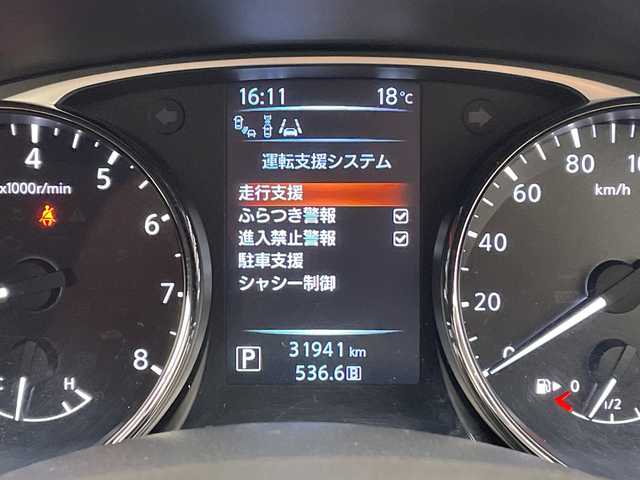 16:11 18℃
運転支援システム
走行支援
ふらつき警報
進入禁止警報
駐車支援
シャシー制御
P 31941 km
536.6 B
4 5 6 7 8
x1000r/min
C H
0 20 40 60 80
km/h
0 1/2